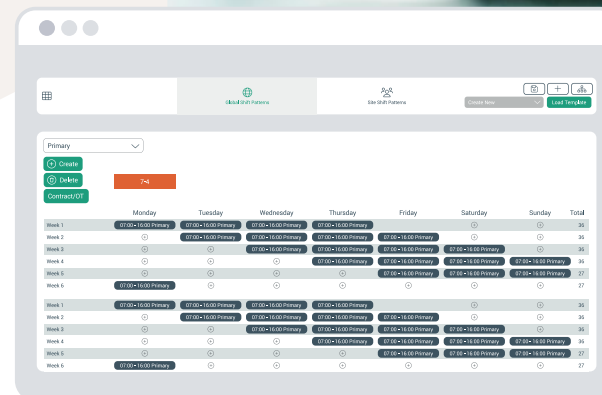 Global Shift Patterns
Site Shift Patterns
Create New
Load Template
Primary
Create
Delete
Contract/OT
7-4
Monday Tuesday Wednesday Thursday Friday Saturday Sunday Total
Week 1 07:00 - 16:00 Primary 07:00 - 16:00 Primary 07:00 - 16:00 Primary 07:00 - 16:00 Primary 36
Week 2 07:00 - 16:00 Primary 07:00 - 16:00 Primary 07:00 - 16:00 Primary 07:00 - 16:00 Primary 36
Week 3 07:00 - 16:00 Primary 07:00 - 16:00 Primary 07:00 - 16:00 Primary 07:00 - 16:00 Primary 36
Week 4 07:00 - 16:00 Primary 07:00 - 16:00 Primary 07:00 - 16:00 Primary 07:00 - 16:00 Primary 36
Week 5 07:00 - 16:00 Primary 07:00 - 16:00 Primary 07:00 - 16:00 Primary 27
Week 6 07:00 - 16:00 Primary 27
Week 1 07:00 - 16:00 Primary 07:00 - 16:00 Primary 07:00 - 16:00 Primary 07:00 - 16:00 Primary 36
Week 2 07:00 - 16:00 Primary 07:00 - 16:00 Primary 07:00 - 16:00 Primary 07:00 - 16:00 Primary 36
Week 3 07:00 - 16:00 Primary 07:00 - 16:00 Primary 07:00 - 16:00 Primary 07:00 - 16:00 Primary 36
Week 4 07:00 - 16:00 Primary 07:00 - 16:00 Primary 07:00 - 16:00 Primary 07:00 - 16:00 Primary 36
Week 5 07:00 - 16:00 Primary 07:00 - 16:00 Primary 07:00 - 16:00 Primary 27
Week 6 07:00 - 16:00 Primary 27